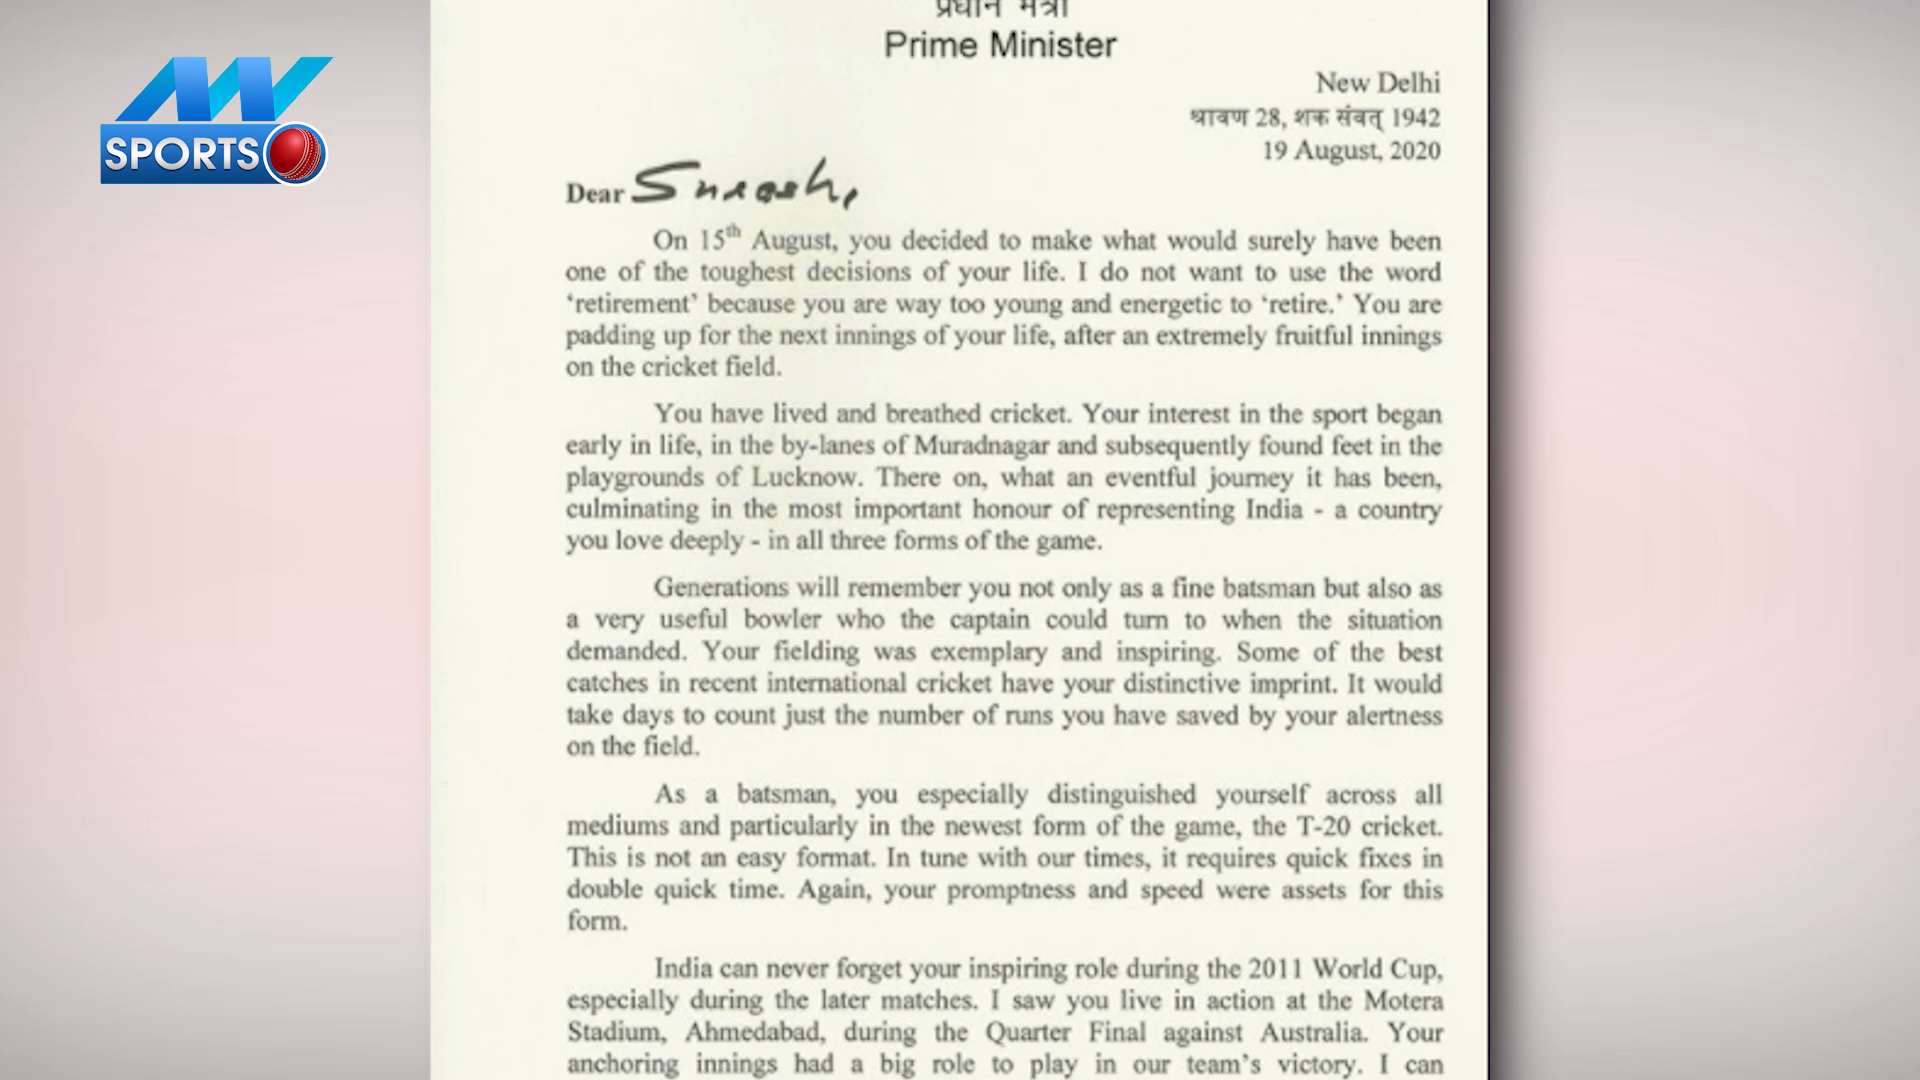 NW
SPORTS
प्रधान मंत्री
Prime Minister
New Delhi
श्रावण 28, शक संवत् 1942
19 August, 2020
Dear Suresh,
On 15th August, you decided to make what would surely have been
one of the toughest decisions of your life. I do not want to use the word
‘retirement’ because you are way too young and energetic to ‘retire.’ You are
padding up for the next innings of your life, after an extremely fruitful innings
on the cricket field.
You have lived and breathed cricket. Your interest in the sport began
early in life, in the by-lanes of Muradnagar and subsequently found feet in the
playgrounds of Lucknow. There on, what an eventful journey it has been,
culminating in the most important honour of representing India - a country
you love deeply - in all three forms of the game.
Generations will remember you not only as a fine batsman but also as
a very useful bowler who the captain could turn to when the situation
demanded. Your fielding was exemplary and inspiring. Some of the best
catches in recent international cricket have your distinctive imprint. It would
take days to count just the number of runs you have saved by your alertness
on the field.
As a batsman, you especially distinguished yourself across all
mediums and particularly in the newest form of the game, the T-20 cricket.
This is not an easy format. In tune with our times, it requires quick fixes in
double quick time. Again, your promptness and speed were assets for this
form.
India can never forget your inspiring role during the 2011 World Cup,
especially during the later matches. I saw you live in action at the Motera
Stadium, Ahmedabad, during the Quarter Final against Australia. Your
anchoring innings had a big role to play in our team’s victory. I can